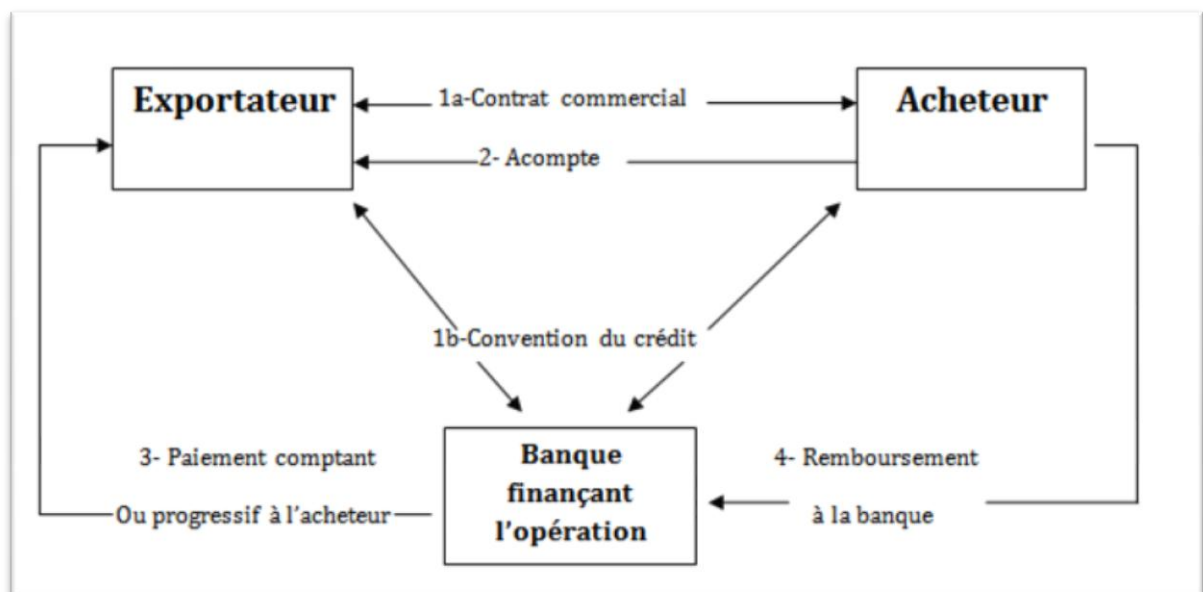 Exportateur
1a-Contrat commercial
Acheteur
2- Acompte
1b-Convention du crédit
3- Paiement comptant
Ou progressif à l'acheteur
Banque
finançant
l'opération
4- Remboursement
à la banque